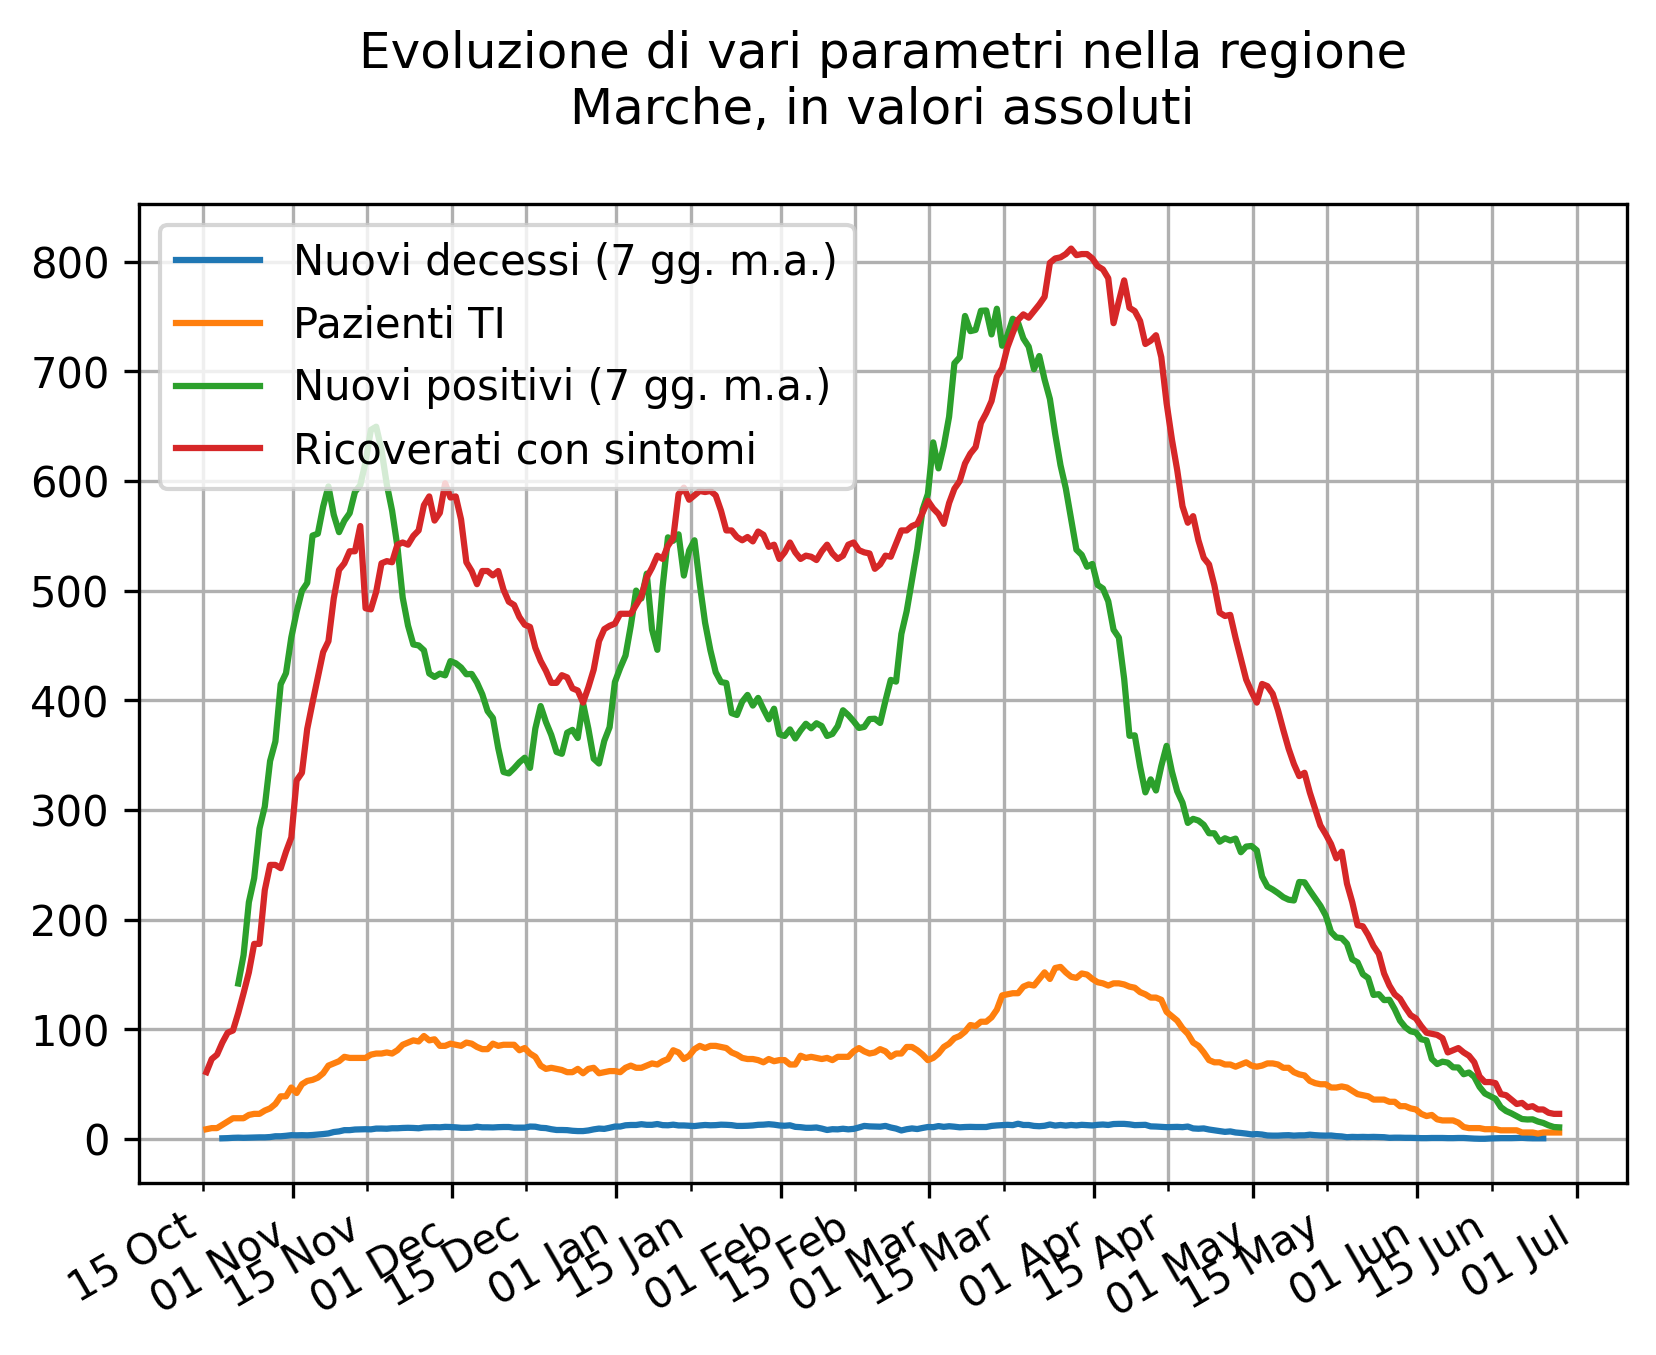 Evoluzione di vari parametri nella regione
Marche, in valori assoluti
Nuovi decessi (7 gg. m.a.)
Pazienti TI
Nuovi positivi (7 gg. m.a.)
Ricoverati con sintomi
800
700
600
500
400
300
200
100
0
15 Oct
01 Nov
15 Nov
01 Dec
15 Dec
01 Jan
15 Jan
01 Feb
15 Feb
01 Mar
15 Mar
01 Apr
15 Apr
01 May
15 May
01 Jun
15 Jun
01 Jul